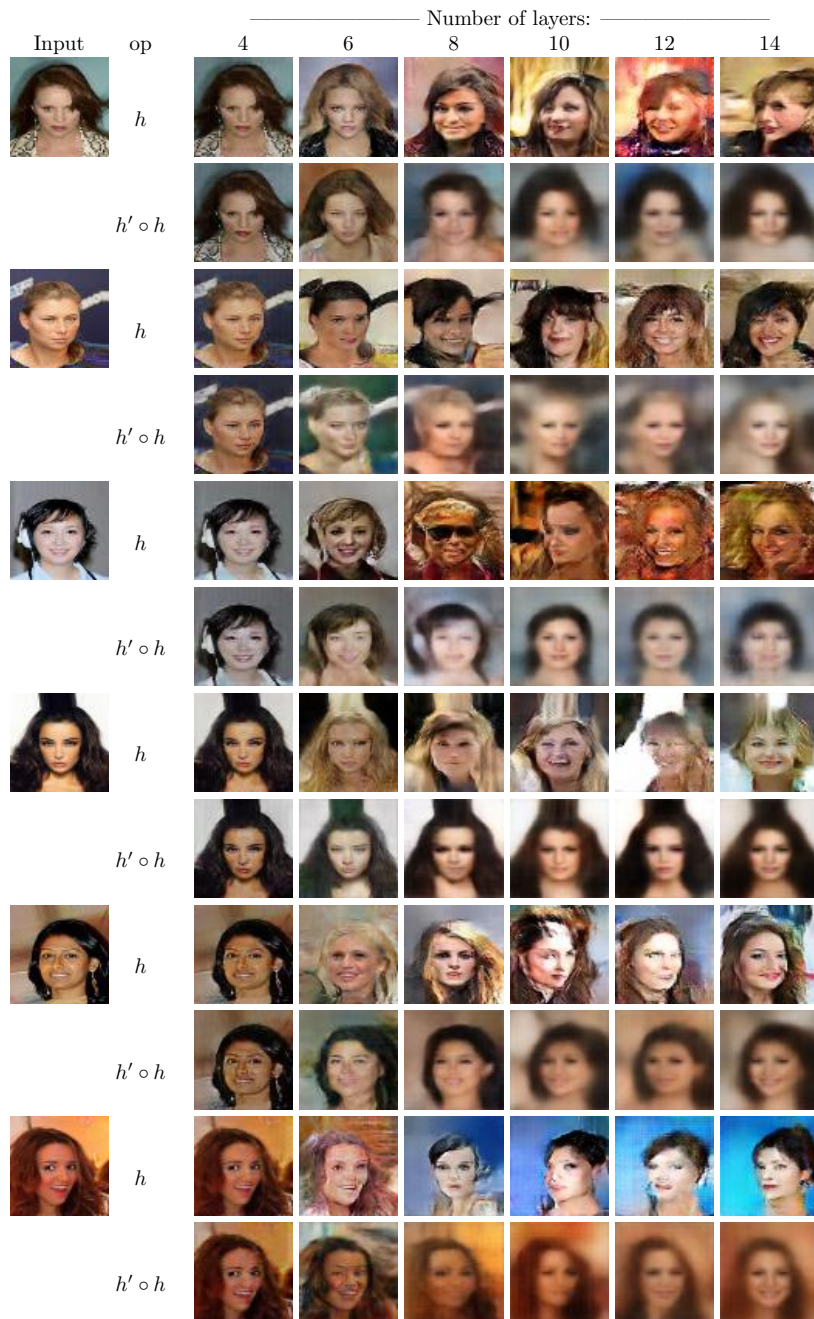 Number of layers:
Input op 4 6 8 10 12 14
h
h′ ∘ h
h
h′ ∘ h
h
h′ ∘ h
h
h′ ∘ h
h
h′ ∘ h
h
h′ ∘ h